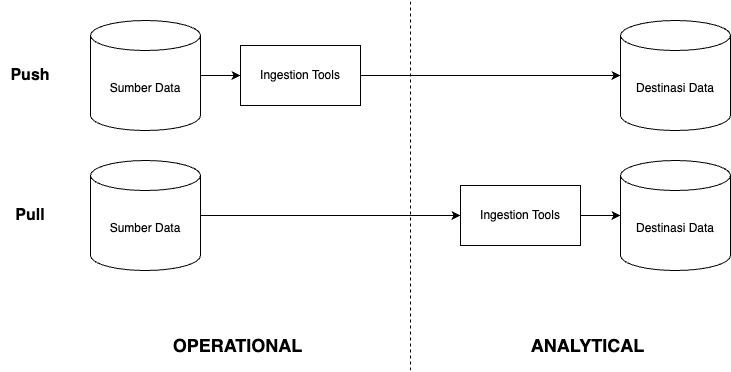 Push
Sumber Data
Ingestion Tools
Destinasi Data
Pull
Sumber Data
Ingestion Tools
Destinasi Data
OPERATIONAL
ANALYTICAL